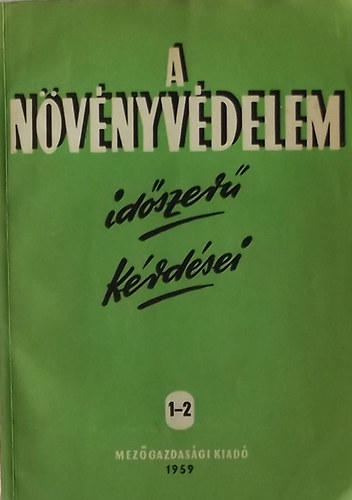 A
NÖVÉNYVÉDELEM
időszerű
kérdései
1-2
MEZŐGAZDASÁGI KIADÓ
1959